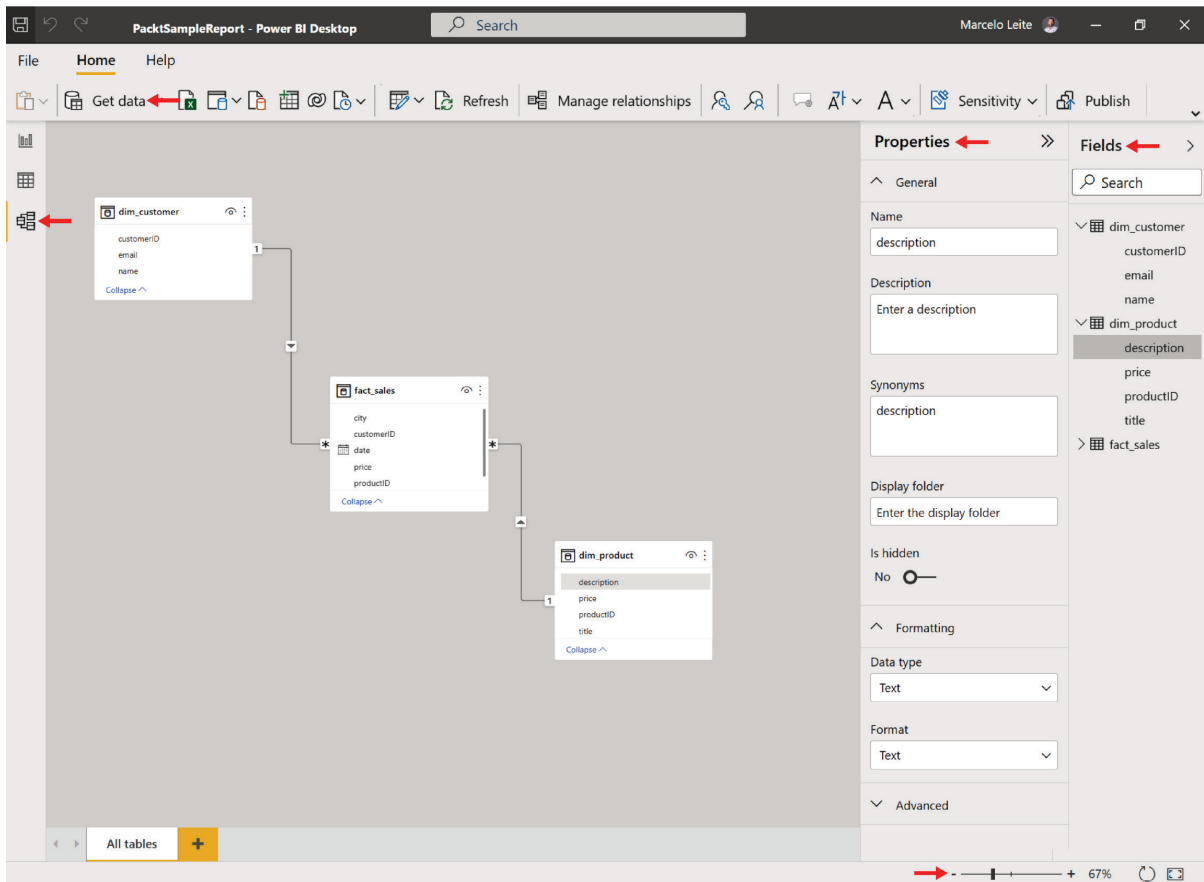 PacktSampleReport - Power BI Desktop
Search
Marcelo Leite
File
Home
Help
Get data
Refresh
Manage relationships
Sensitivity
Publish
dim_customer
customerID
email
name
Collapse
1
fact_sales
city
customerID
date
price
productID
Collapse
*
*
dim_product
description
price
productID
title
Collapse
1
Properties
General
Name
description
Description
Enter a description
Synonyms
description
Display folder
Enter the display folder
Is hidden
No
Formatting
Data type
Text
Format
Text
Advanced
Fields
Search
dim_customer
customerID
email
name
dim_product
description
price
productID
title
fact_sales
All tables
+
- + 67%